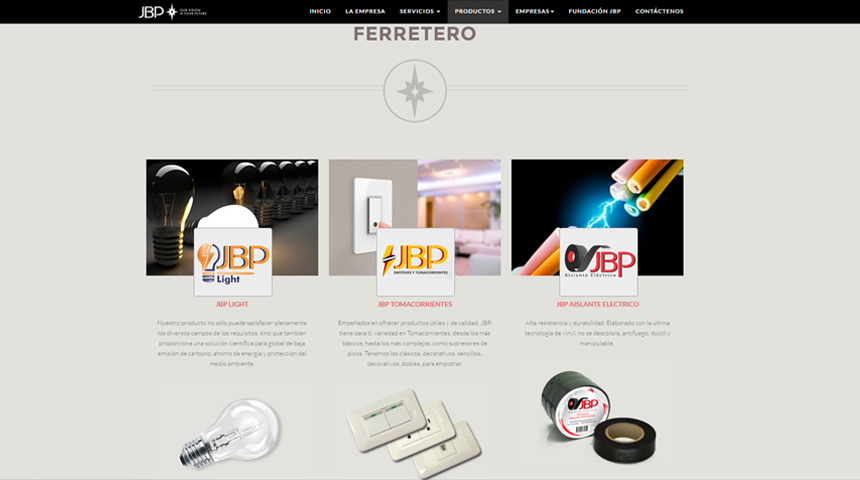 JBP OUR VISION IS YOUR FUTURE
INICIO LA EMPRESA SERVICIOS PRODUCTOS EMPRESAS FUNDACIÓN JBP CONTÁCTENOS
FERRETERO
JBP
Light
JBP
SWITCHES Y TOMACORRIENTES
JBP
Aislante Eléctrico
JBP LIGHT
Nuestro producto no sólo puede satisfacer plenamente
los diversos campos de los requisitos, sino que también
proporciona una solución científica para global de baja
emisión de carbono, ahorro de energía y protección del
medio ambiente.
JBP TOMACORRIENTES
Empeñados en ofrecer productos útiles y de calidad, JBP,
tiene para ti, variedad en Tomacorrientes, desde los más
básicos, hasta los más complejos, como supresores de
picos. Tenemos los clásicos, decorativos, sencillos,
decorativos, dobles, para empotrar.
JBP AISLANTE ELECTRICO
Alta resistencia y durabilidad. Elaborado con la última
tecnología de vinyl, no se descolora, antifuego, dúctil y
manipulable.
JBP